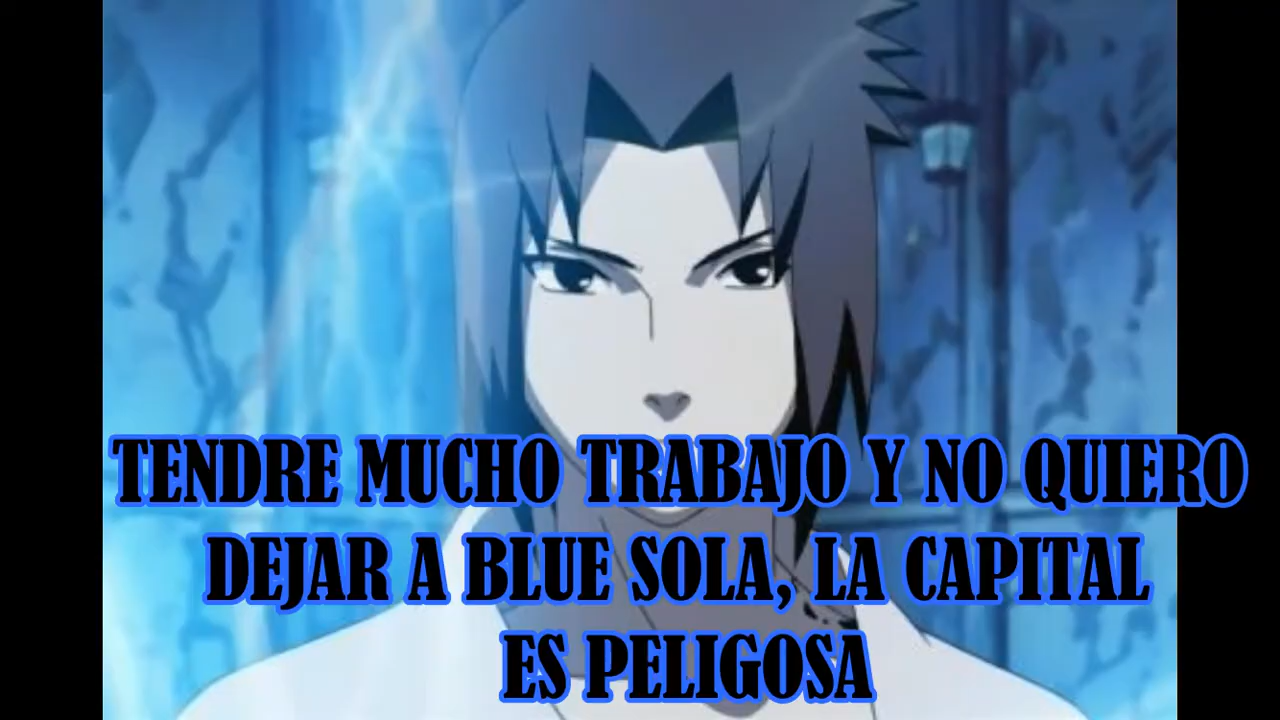 TENDRE MUCHO TRABAJO Y NO QUIERO
DEJAR A BLUE SOLA, LA CAPITAL
ES PELIGOSA